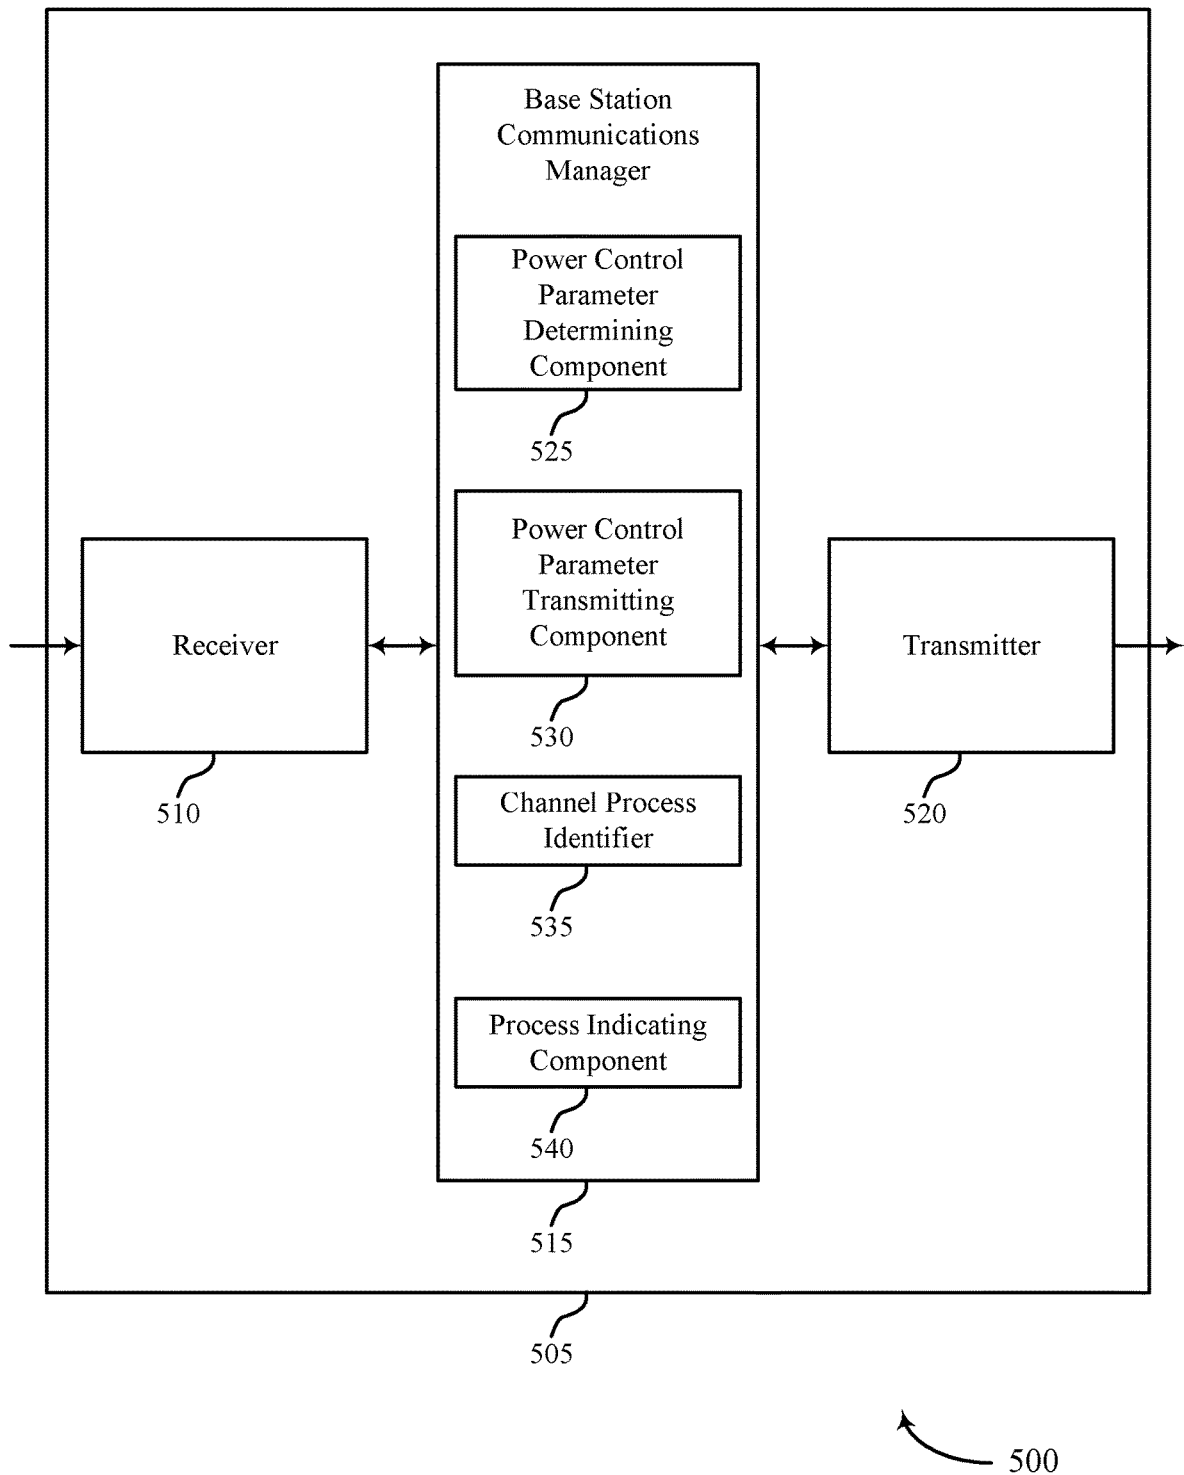 Base Station
Communications
Manager
Power Control
Parameter
Determining
Component
525
Power Control
Parameter
Transmitting
Component
530
Receiver
510
Transmitter
520
Channel Process
Identifier
535
Process Indicating
Component
540
515
505
500